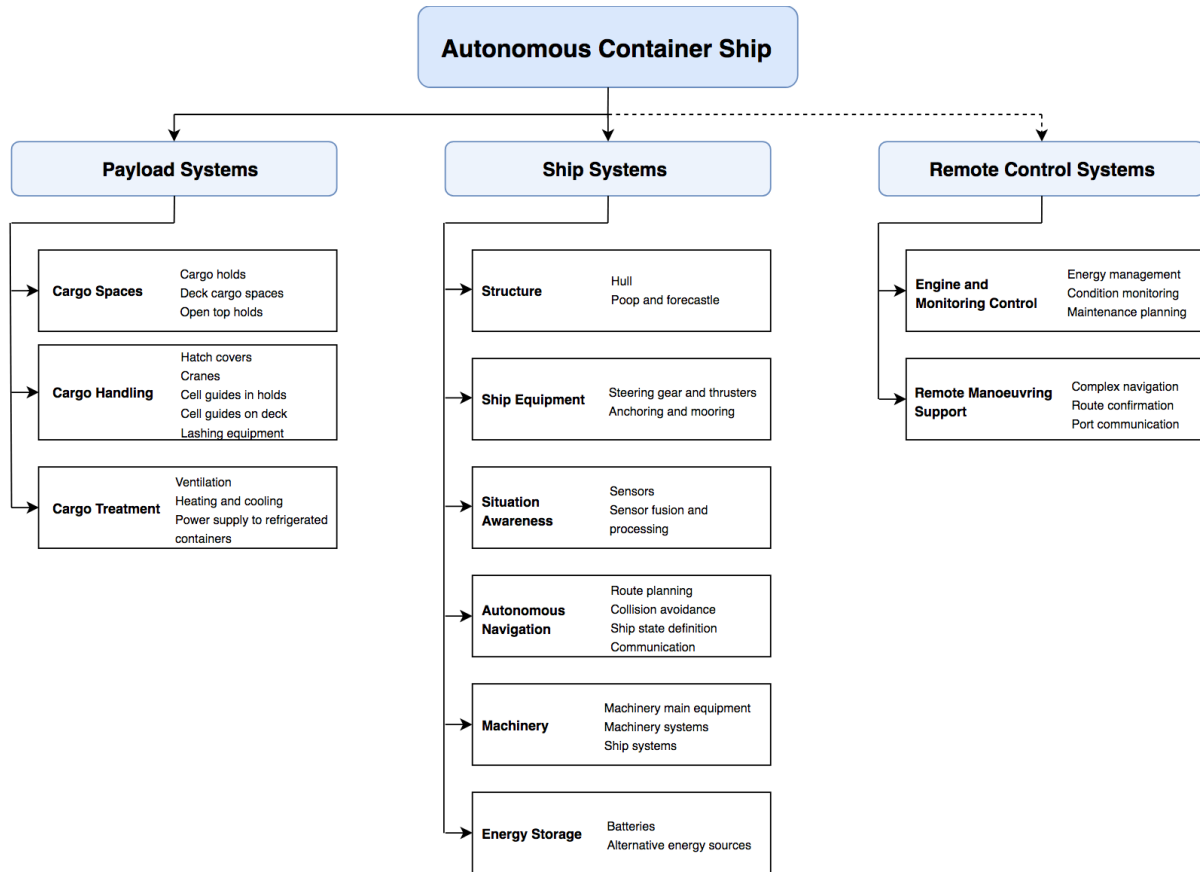 Autonomous Container Ship
Payload Systems
Ship Systems
Remote Control Systems
Cargo Spaces
Cargo holds
Deck cargo spaces
Open top holds
Cargo Handling
Hatch covers
Cranes
Cell guides in holds
Cell guides on deck
Lashing equipment
Cargo Treatment
Ventilation
Heating and cooling
Power supply to refrigerated
containers
Structure
Hull
Poop and forecastle
Ship Equipment
Steering gear and thrusters
Anchoring and mooring
Situation
Awareness
Sensors
Sensor fusion and
processing
Autonomous
Navigation
Route planning
Collision avoidance
Ship state definition
Communication
Machinery
Machinery main equipment
Machinery systems
Ship systems
Energy Storage
Batteries
Alternative energy sources
Engine and
Monitoring Control
Energy management
Condition monitoring
Maintenance planning
Remote Manoeuvring
Support
Complex navigation
Route confirmation
Port communication